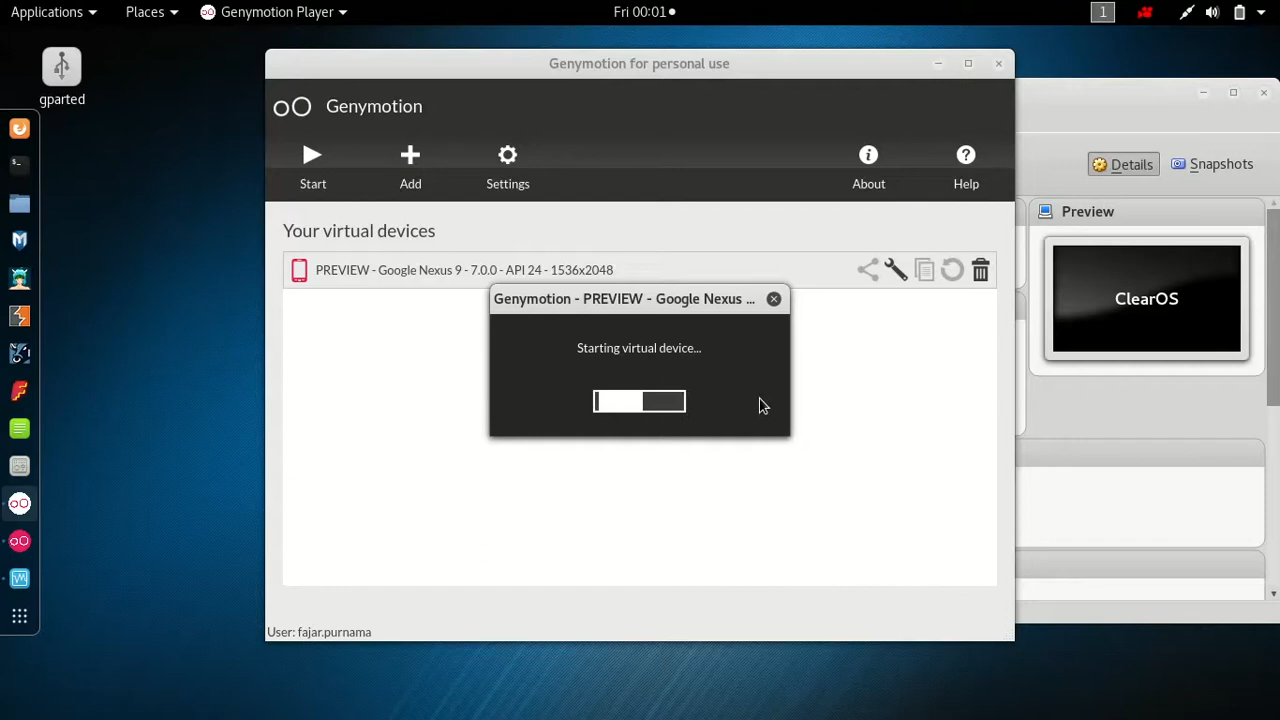 Applications Places Genymotion Player Fri 00:01 1
gparted
Genymotion for personal use
Genymotion
Start Add Settings About Help
Details Snapshots
Your virtual devices
Preview
PREVIEW - Google Nexus 9 - 7.0.0 - API 24 - 1536x2048
ClearOS
Genymotion - PREVIEW - Google Nexus ...
Starting virtual device...
User: fajar.purnama